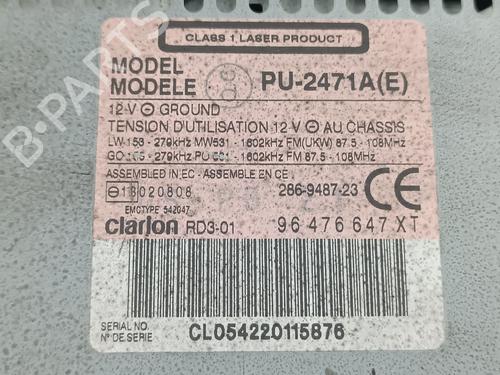 CLASS 1 LASER PRODUCT
MODEL
MODELE
PU-2471A(E)
12 V ⊖ GROUND
TENSION D'UTILISATION 12 V ⊖ AU CHASSIS
LW 153 - 279kHz MW531 - 1602kHz FM(UKW) 87.5 - 108MHz
GO 153 - 279kHz PO 531 - 1602kHz FM 87.5 - 108MHz
ASSEMBLED IN EC - ASSEMBLE EN CE
020808
286-9487-23 CE
EMCTYPE 542047
clarion RD3-01 96 476 647 XT
SERIAL NO.
N° DE SERIE
CL054220115876
B-PARTS